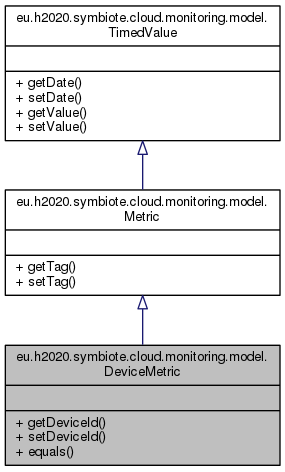 eu.h2020.symbiote.cloud.monitoring.model.
TimedValue
+ getDate()
+ setDate()
+ getValue()
+ setValue()
eu.h2020.symbiote.cloud.monitoring.model.
Metric
+ getTag()
+ setTag()
eu.h2020.symbiote.cloud.monitoring.model.
DeviceMetric
+ getDeviceId()
+ setDeviceId()
+ equals()